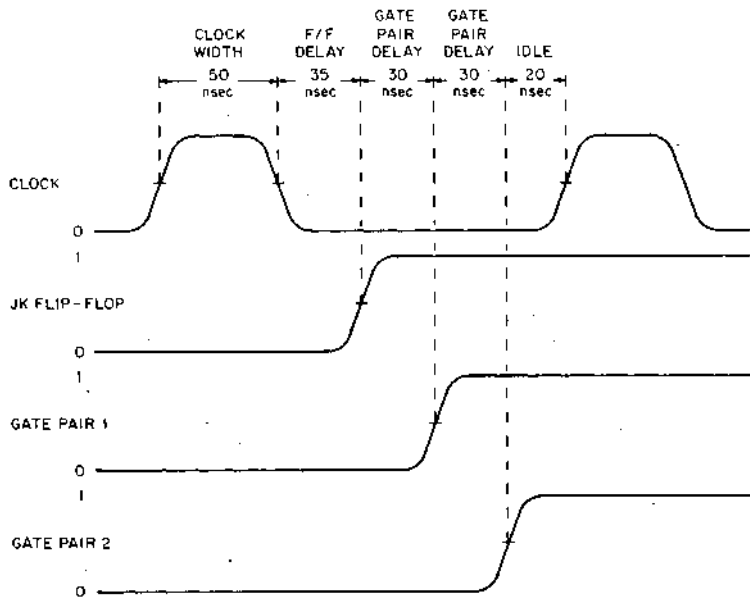 CLOCK WIDTH
F/F DELAY
GATE PAIR DELAY
GATE PAIR DELAY
IDLE
50 nsec
35 nsec
30 nsec
30 nsec
20 nsec
CLOCK
0
1
JK FLIP-FLOP
0
1
GATE PAIR 1
0
1
GATE PAIR 2
0